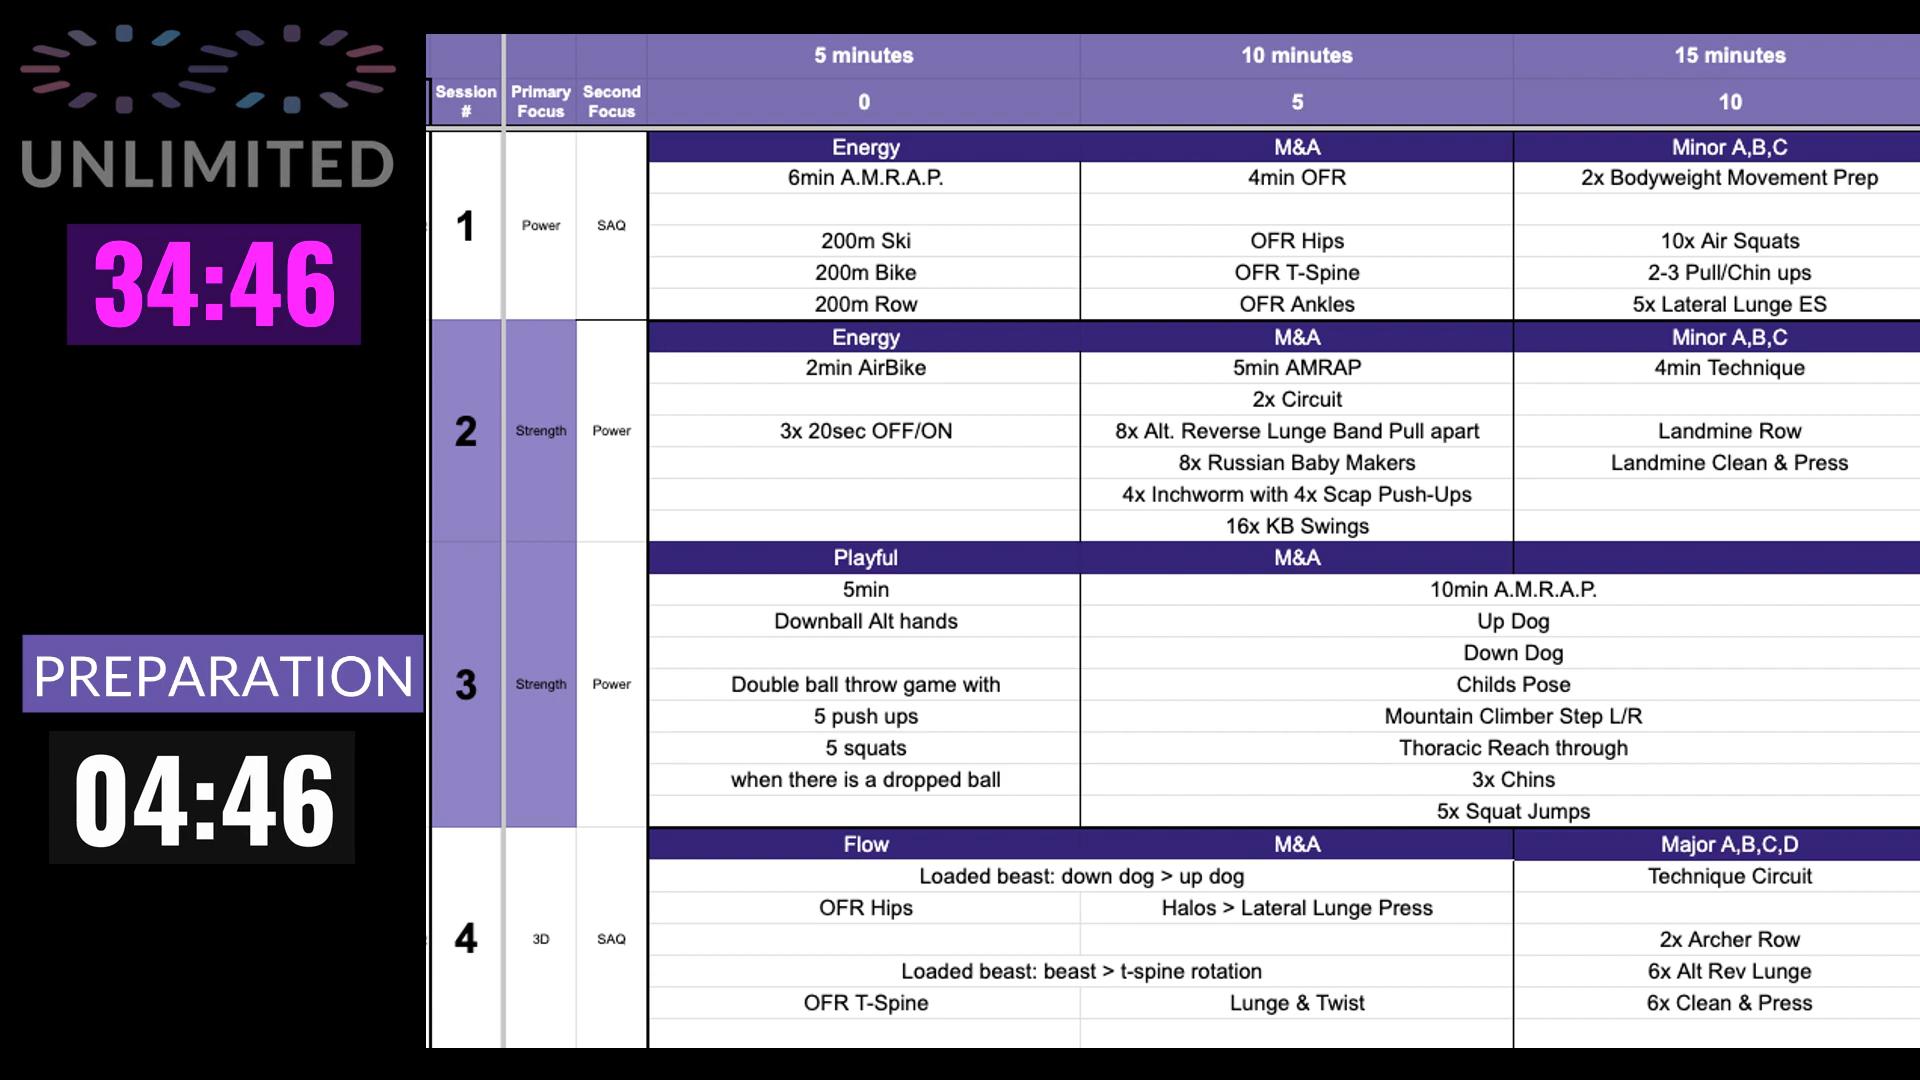 UNLIMITED
34:46
PREPARATION
04:46
5 minutes 10 minutes 15 minutes
Session # Primary Focus Second Focus 0 5 10
1 Power SAQ
Energy M&A Minor A,B,C
6min A.M.R.A.P. 4min OFR 2x Bodyweight Movement Prep
200m Ski OFR Hips 10x Air Squats
200m Bike OFR T-Spine 2-3 Pull/Chin ups
200m Row OFR Ankles 5x Lateral Lunge ES
2 Strength Power
Energy M&A Minor A,B,C
2min AirBike 5min AMRAP 4min Technique
2x Circuit
3x 20sec OFF/ON 8x Alt. Reverse Lunge Band Pull apart Landmine Row
8x Russian Baby Makers Landmine Clean & Press
4x Inchworm with 4x Scap Push-Ups
16x KB Swings
3 Strength Power
Playful M&A
5min 10min A.M.R.A.P.
Downball Alt hands Up Dog
Down Dog
Double ball throw game with Childs Pose
5 push ups Mountain Climber Step L/R
5 squats Thoracic Reach through
when there is a dropped ball 3x Chins
5x Squat Jumps
4 3D SAQ
Flow M&A Major A,B,C,D
Loaded beast: down dog > up dog Technique Circuit
OFR Hips Halos > Lateral Lunge Press
2x Archer Row
Loaded beast: beast > t-spine rotation 6x Alt Rev Lunge
OFR T-Spine Lunge & Twist 6x Clean & Press